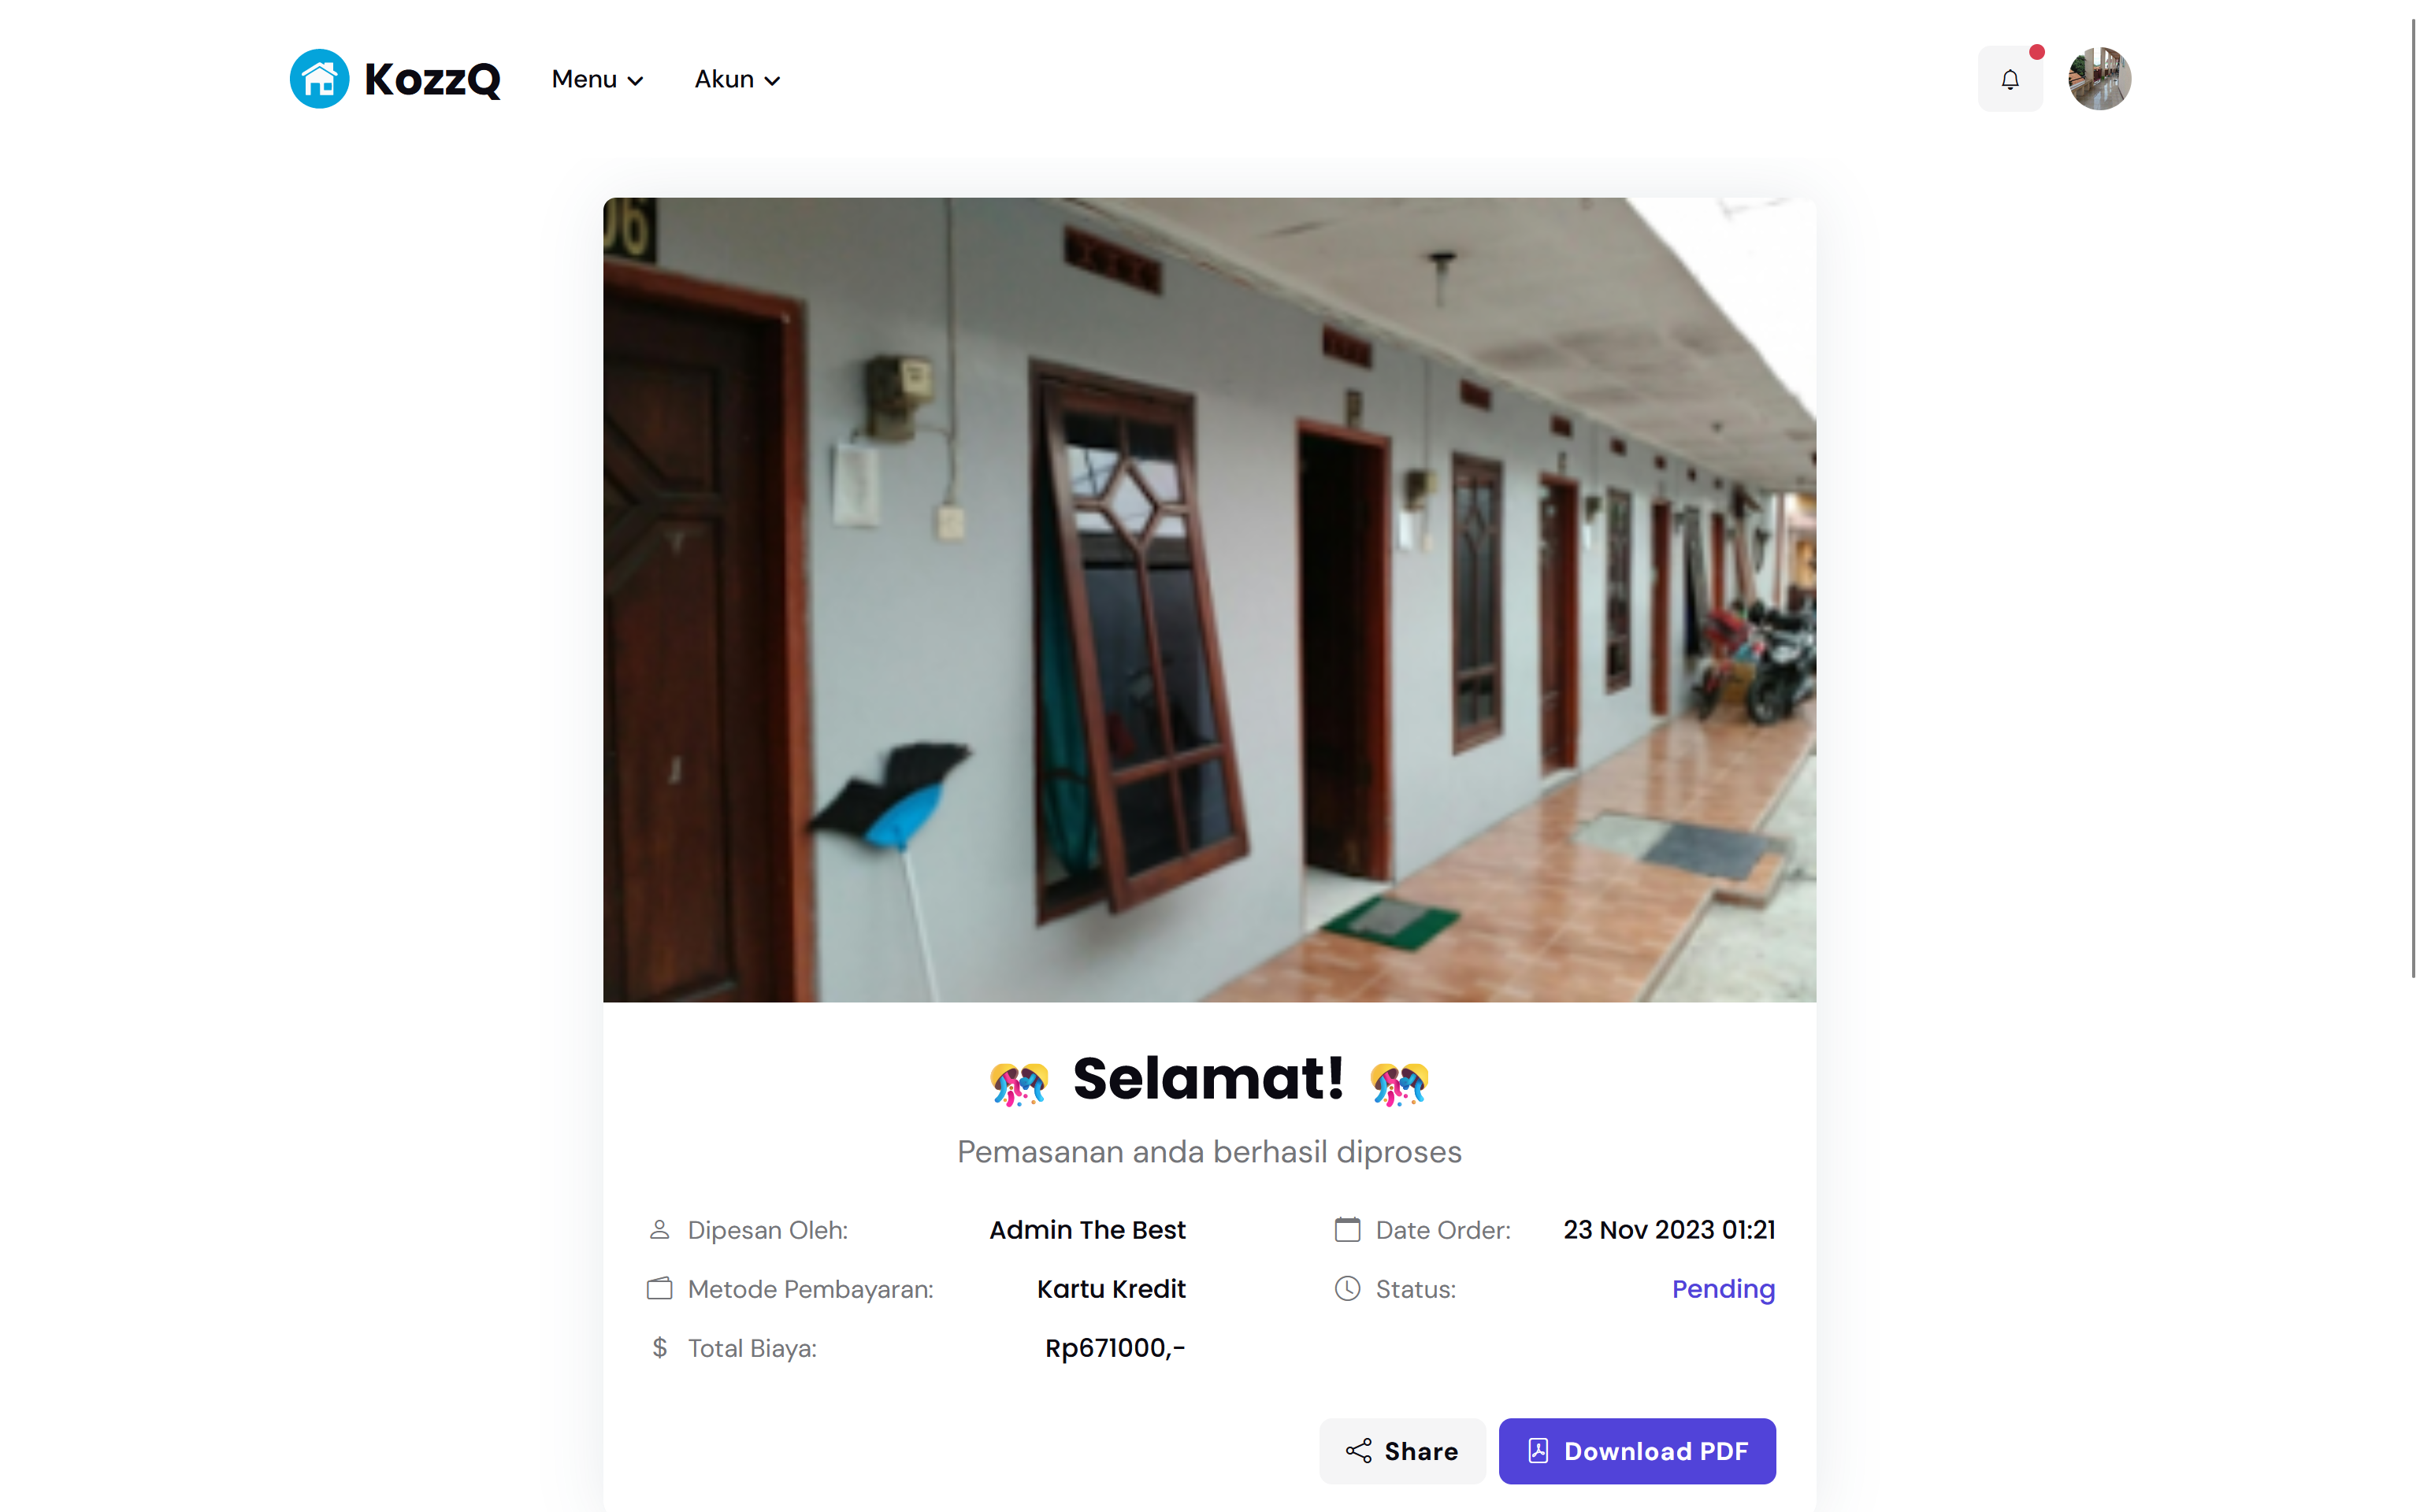 KozzQ Menu Akun
06
Selamat!
Pemasanan anda berhasil diproses
Dipesan Oleh: Admin The Best Date Order: 23 Nov 2023 01:21
Metode Pembayaran: Kartu Kredit Status: Pending
$ Total Biaya: Rp671000,-
Share Download PDF